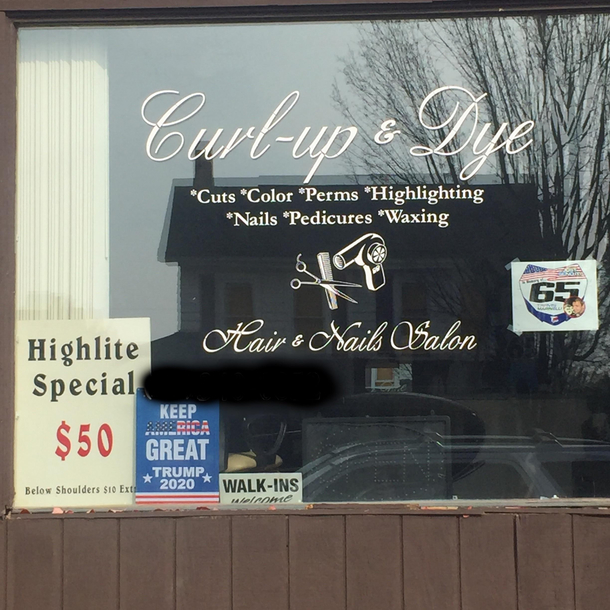 Curl-up & Dye
*Cuts *Color *Perms *Highlighting
*Nails *Pedicures *Waxing
Hair & Nails Salon
65
Highlite
Special
$50
Below Shoulders $10
KEEP
AMERICA
GREAT
TRUMP
2020
WALK-INS
Welcome